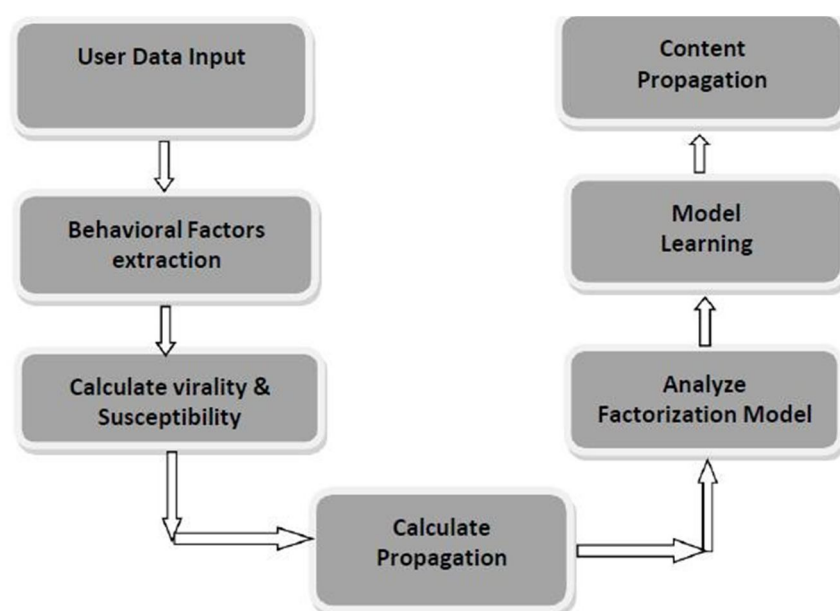 User Data Input
Behavioral Factors
extraction
Calculate virality &
Susceptibility
Calculate
Propagation
Analyze
Factorization Model
Model
Learning
Content
Propagation